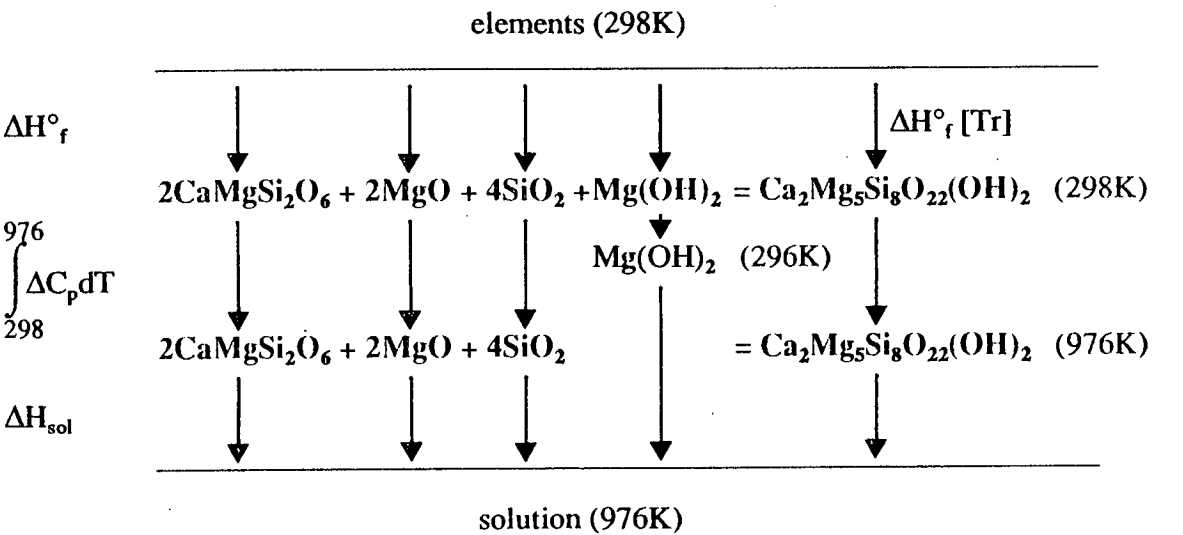 elements (298K)
ΔH°f
ΔH°f [Tr]
2CaMgSi₂O₆ + 2MgO + 4SiO₂ +Mg(OH)₂ = Ca₂Mg₅Si₈O₂₂(OH)₂ (298K)
976
Mg(OH)₂ (296K)
∫ΔCₚdT
298
2CaMgSi₂O₆ + 2MgO + 4SiO₂ = Ca₂Mg₅Si₈O₂₂(OH)₂ (976K)
ΔHsol
solution (976K)